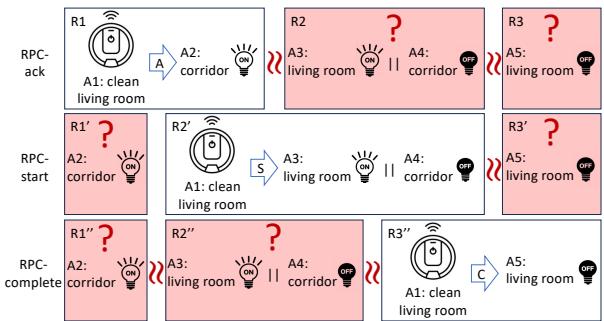 RPC-
ack
R1
A1: clean
living room
A
A2:
corridor
ON
R2
?
A3:
living room
ON
||
A4:
corridor
OFF
R3
?
A5:
living room
OFF
RPC-
start
R1'
?
A2:
corridor
ON
R2'
A1: clean
living room
S
A3:
living room
ON
||
A4:
corridor
OFF
R3'
?
A5:
living room
OFF
RPC-
complete
R1''
?
A2:
corridor
ON
R2''
?
A3:
living room
ON
||
A4:
corridor
OFF
R3''
A1: clean
living room
C
A5:
living room
OFF